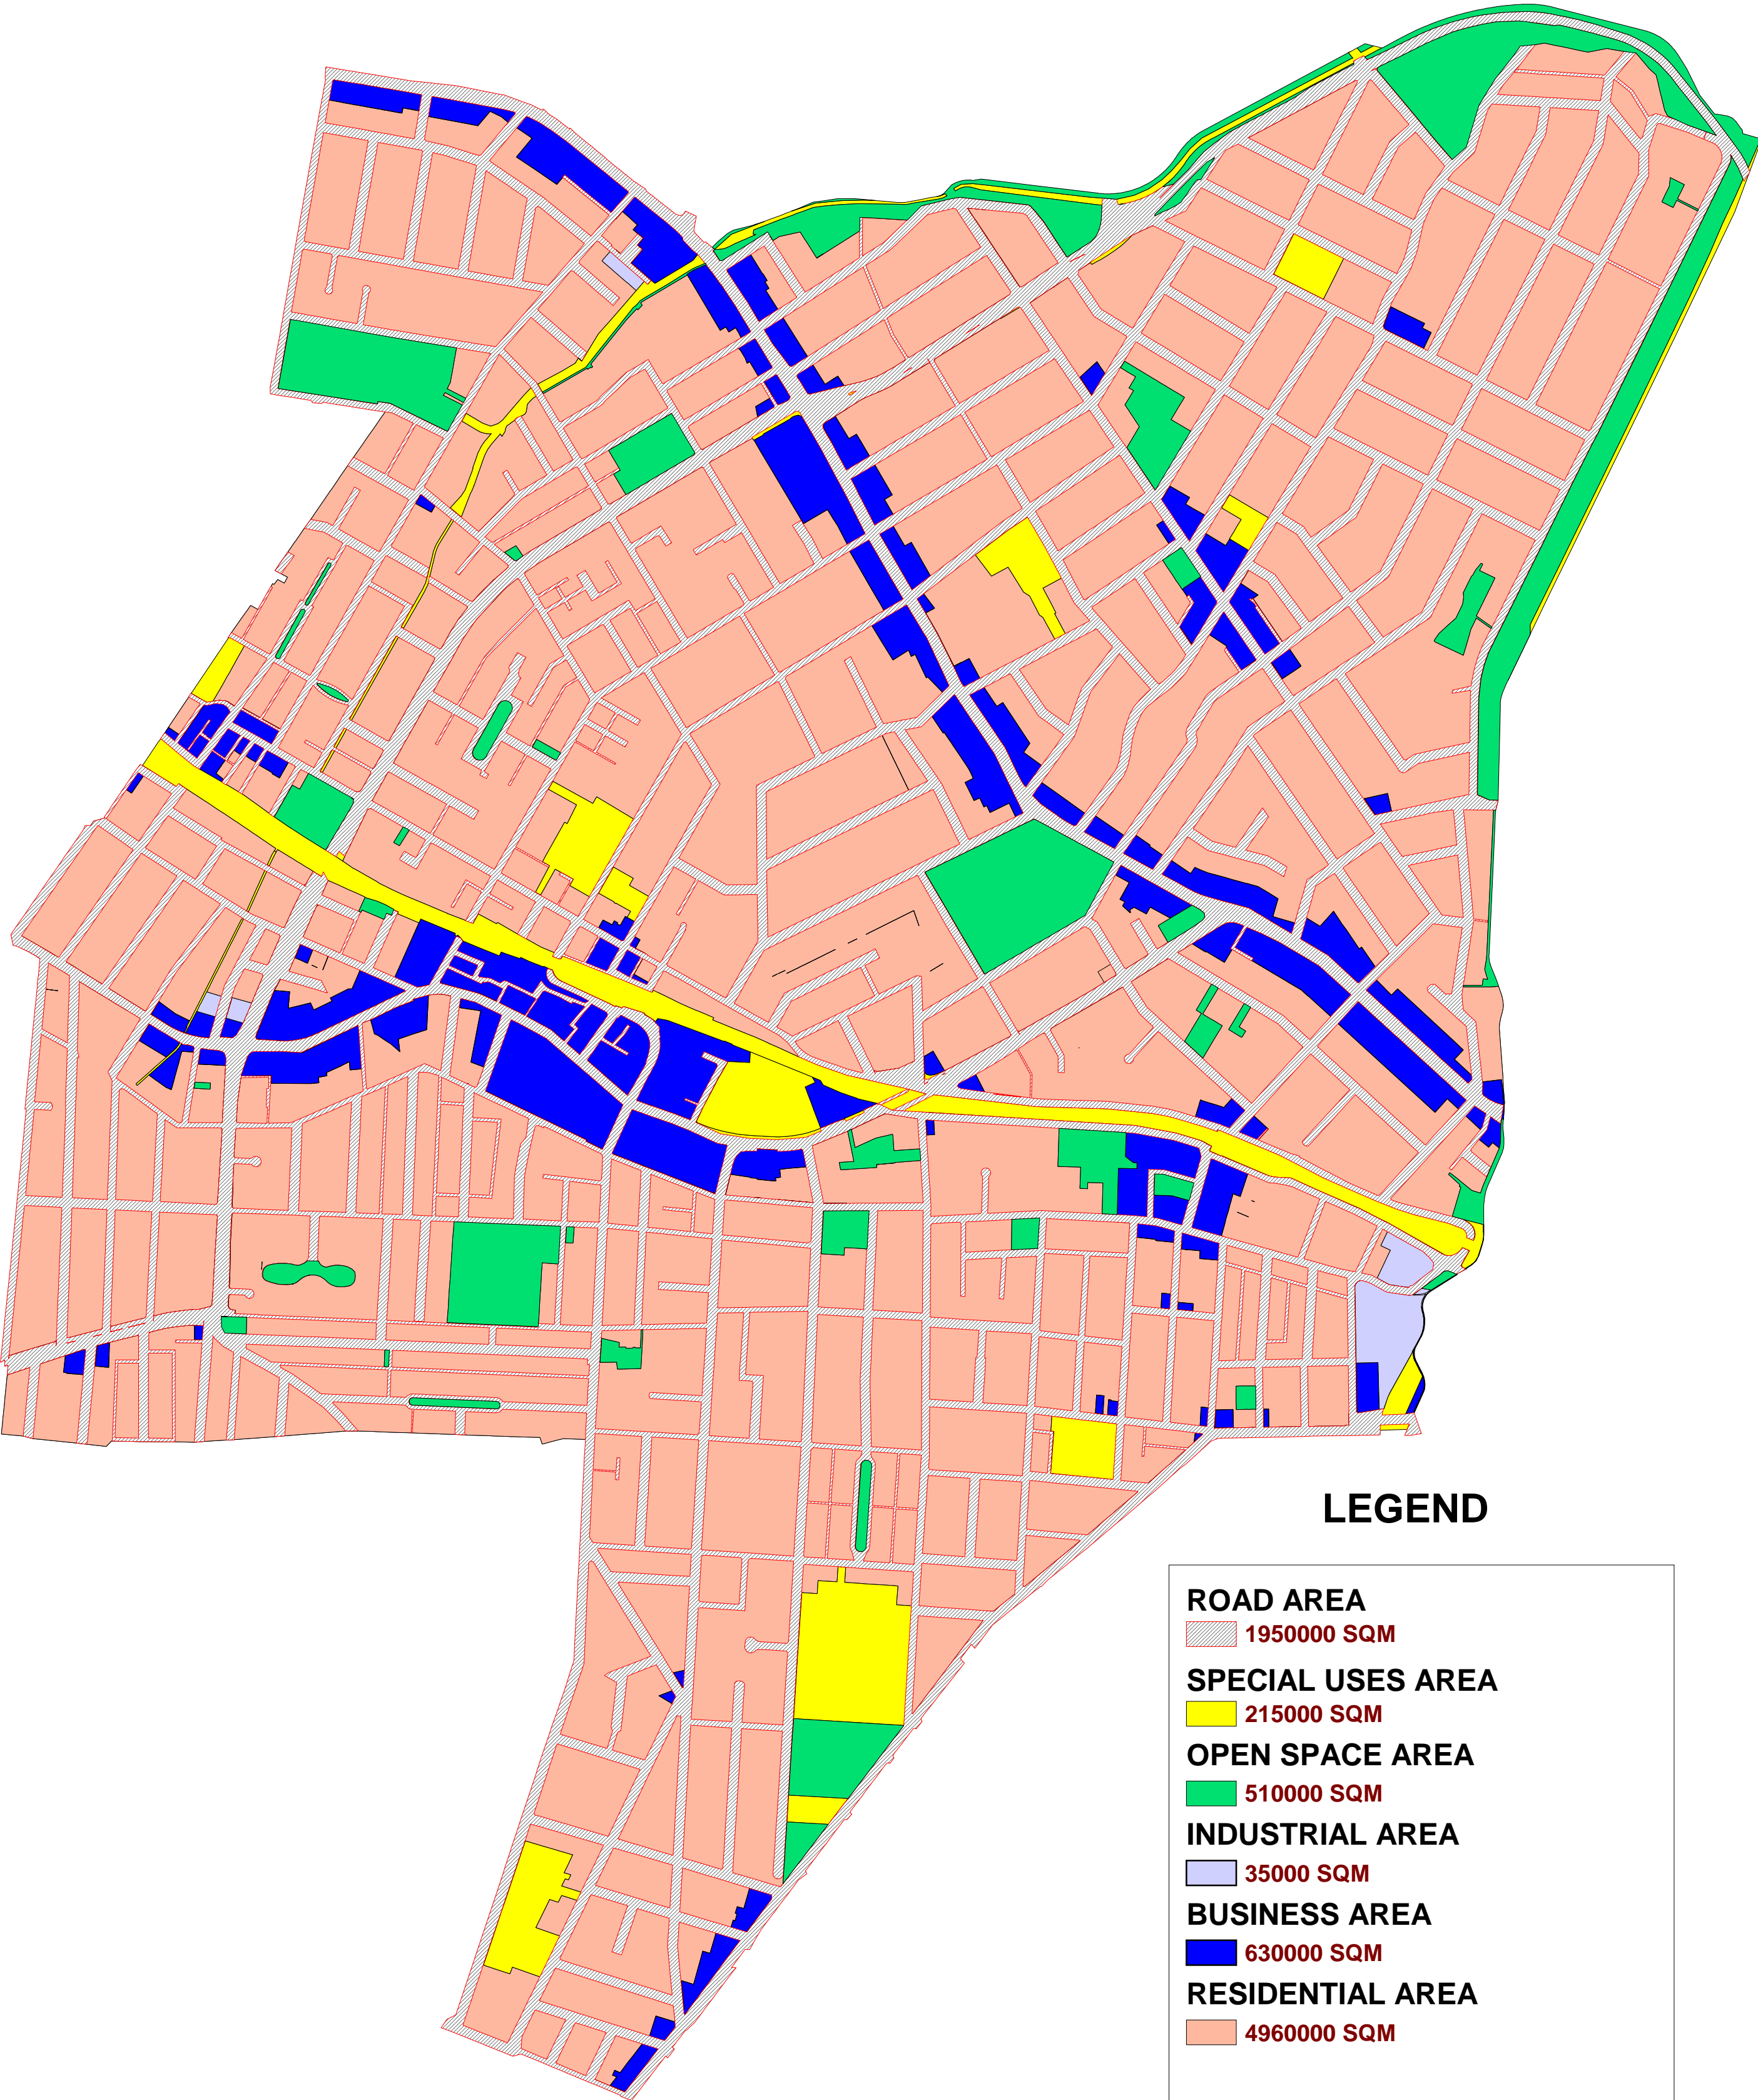 LEGEND
ROAD AREA
1950000 SQM
SPECIAL USES AREA
215000 SQM
OPEN SPACE AREA
510000 SQM
INDUSTRIAL AREA
35000 SQM
BUSINESS AREA
630000 SQM
RESIDENTIAL AREA
4960000 SQM